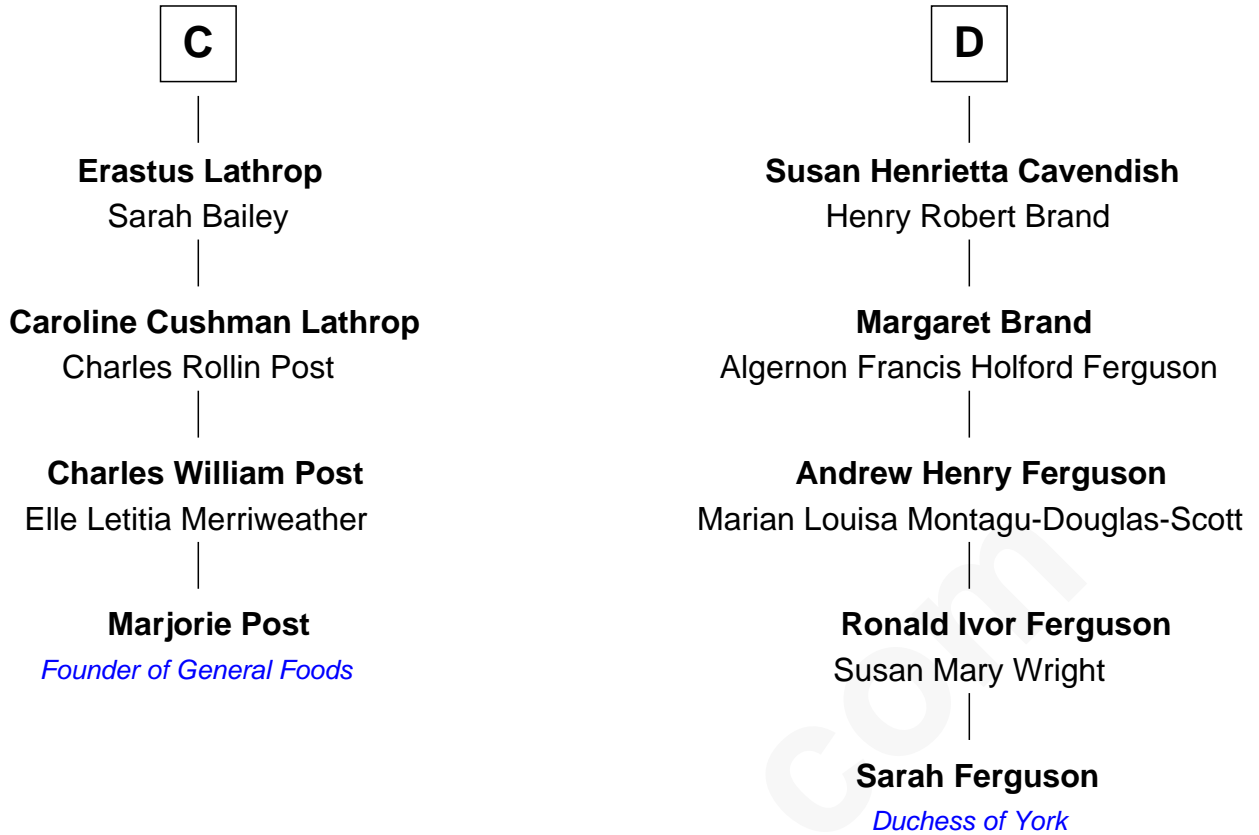 C
Erastus Lathrop
Sarah Bailey
Caroline Cushman Lathrop
Charles Rollin Post
Charles William Post
Elle Letitia Merriweather
Marjorie Post
Founder of General Foods
D
Susan Henrietta Cavendish
Henry Robert Brand
Margaret Brand
Algernon Francis Holford Ferguson
Andrew Henry Ferguson
Marian Louisa Montagu-Douglas-Scott
Ronald Ivor Ferguson
Susan Mary Wright
Sarah Ferguson
Duchess of York
com